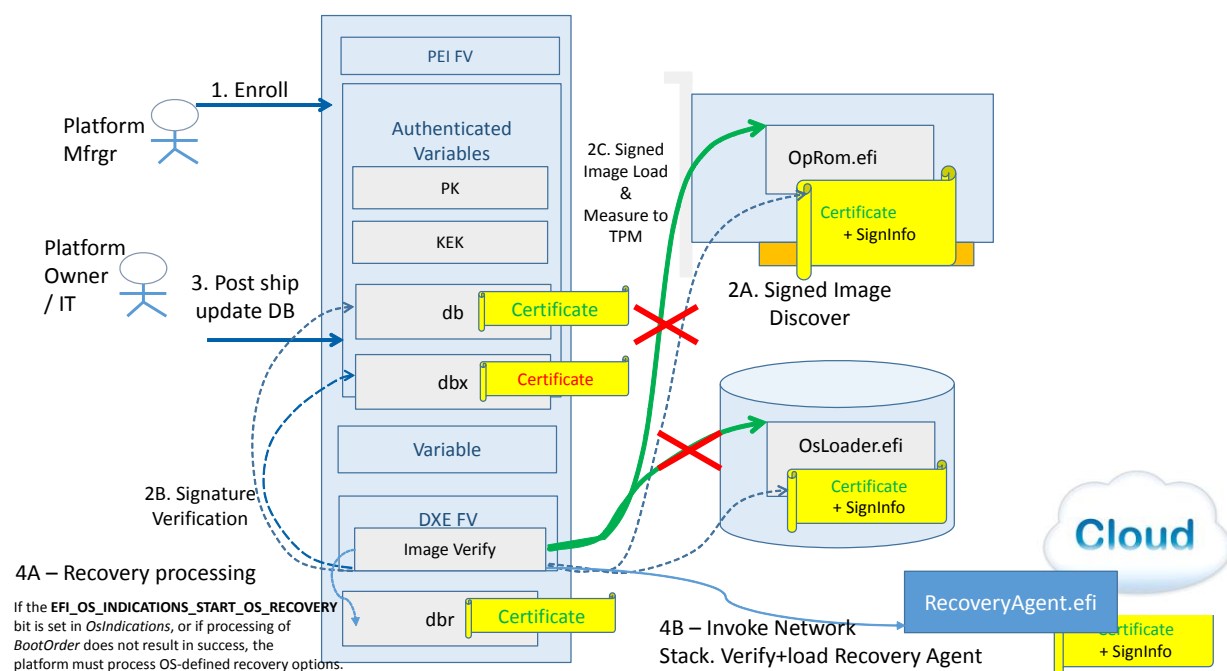 PEI FV
1. Enroll
Platform
Mfrgr
Authenticated
Variables
PK
KEK
Platform
Owner
/ IT
3. Post ship
update DB
db
Certificate
dbx
Certificate
Variable
2B. Signature
Verification
DXE FV
Image Verify
dbr
Certificate
2C. Signed
Image Load
&
Measure to
TPM
OpRom.efi
Certificate
+ SignInfo
2A. Signed Image
Discover
OsLoader.efi
Certificate
+ SignInfo
Cloud
RecoveryAgent.efi
Certificate
+ SignInfo
4A – Recovery processing
If the EFI_OS_INDICATIONS_START_OS_RECOVERY
bit is set in OsIndications, or if processing of
BootOrder does not result in success, the
platform must process OS-defined recovery options.
4B – Invoke Network
Stack. Verify+load Recovery Agent